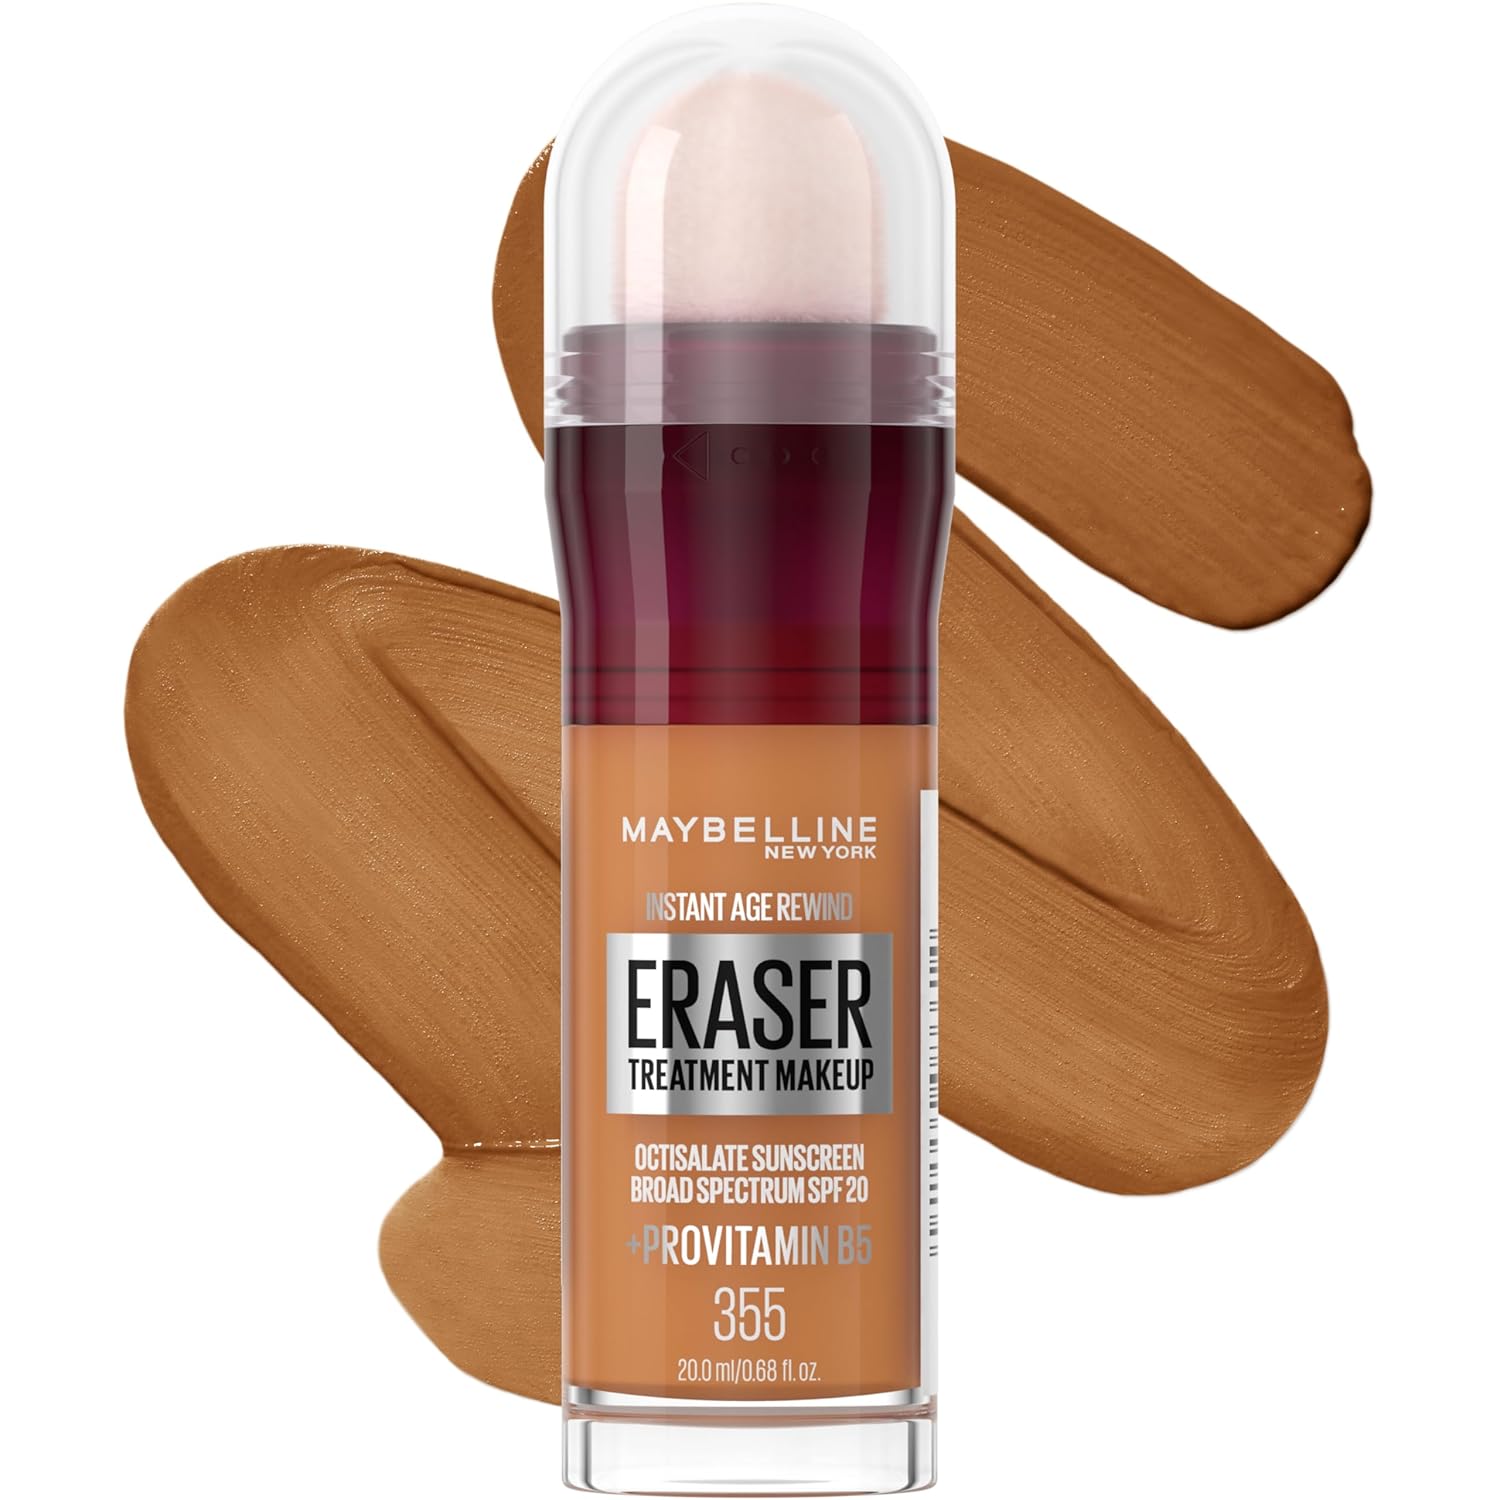 MAYBELLINE
NEW YORK
INSTANT AGE REWIND
ERASER
TREATMENT MAKEUP
OCTISALATE SUNSCREEN
BROAD SPECTRUM SPF 20
+PROVITAMIN B5
355
20.0 ml/0.68 fl. oz.